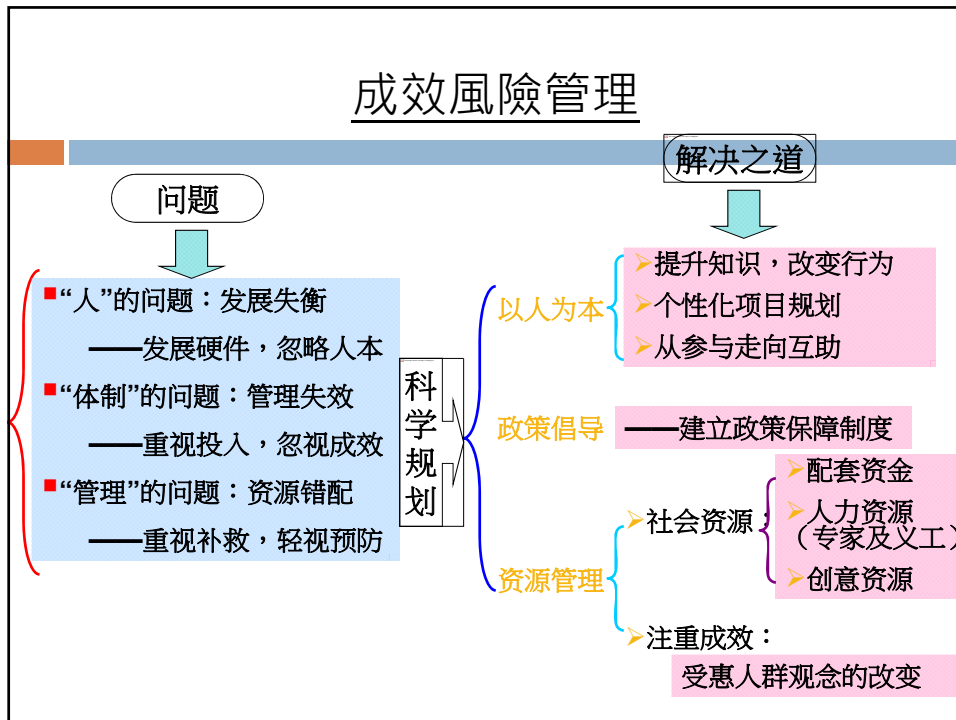 成效風險管理
问题
“人”的问题：发展失衡
——发展硬件，忽略人本
“体制”的问题：管理失效
——重视投入，忽视成效
“管理”的问题：资源错配
——重视补救，轻视预防
科学规划
解决之道
以人为本
提升知识，改变行为
个性化项目规划
从参与走向互助
政策倡导
——建立政策保障制度
资源管理
社会资源：
配套资金
人力资源
（专家及义工）
创意资源
注重成效：
受惠人群观念的改变